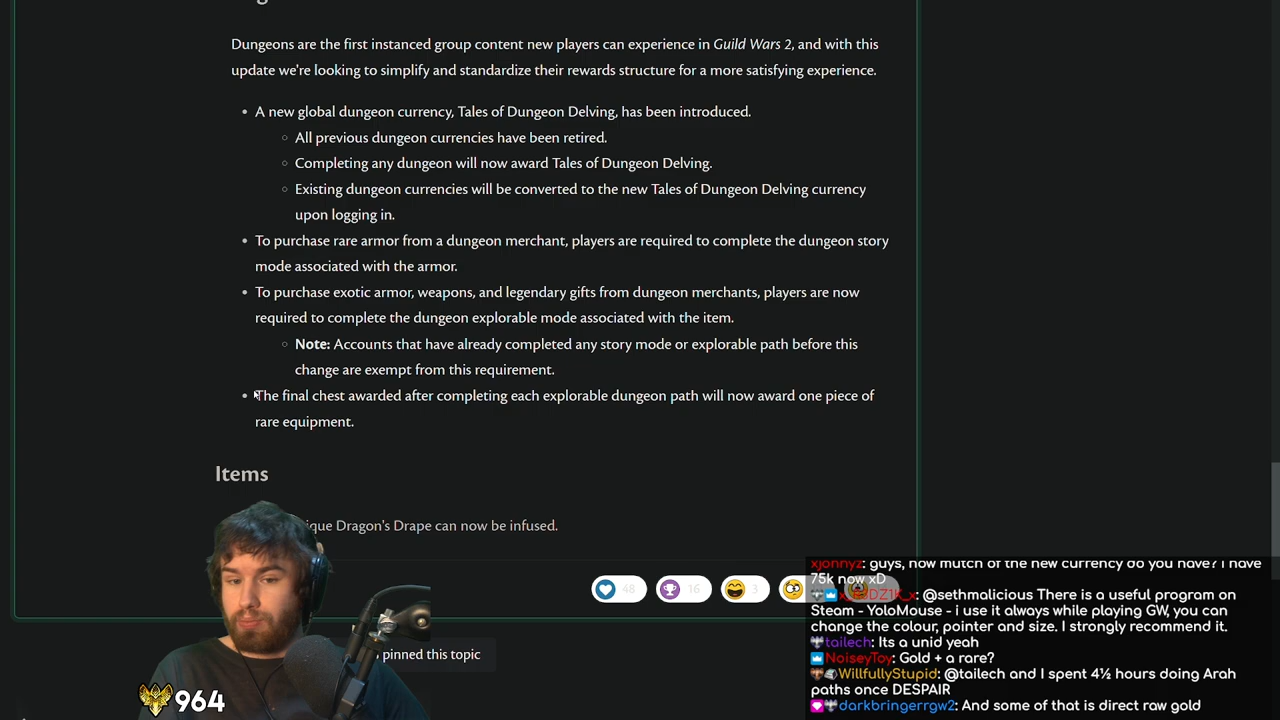 Dungeons are the first instanced group content new players can experience in Guild Wars 2, and with this
update we're looking to simplify and standardize their rewards structure for a more satisfying experience.
• A new global dungeon currency, Tales of Dungeon Delving, has been introduced.
○ All previous dungeon currencies have been retired.
○ Completing any dungeon will now award Tales of Dungeon Delving.
○ Existing dungeon currencies will be converted to the new Tales of Dungeon Delving currency
upon logging in.
• To purchase rare armor from a dungeon merchant, players are required to complete the dungeon story
mode associated with the armor.
• To purchase exotic armor, weapons, and legendary gifts from dungeon merchants, players are now
required to complete the dungeon explorable mode associated with the item.
○ Note: Accounts that have already completed any story mode or explorable path before this
change are exempt from this requirement.
• The final chest awarded after completing each explorable dungeon path will now award one piece of
rare equipment.
Items
ique Dragon's Drape can now be infused.
48 16 3
pinned this topic
964
xjonnyz: guys, how mutch of the new currency do you have? i have
75k now xD
@sethmalicious There is a useful program on
Steam - YoloMouse - i use it always while playing GW, you can
change the colour, pointer and size. I strongly recommend it.
tailech: Its a unid yeah
NoiseyToy: Gold + a rare?
WillfullyStupid: @tailech and I spent 4½ hours doing Arah
paths once DESPAIR
darkbringerrgw2: And some of that is direct raw gold